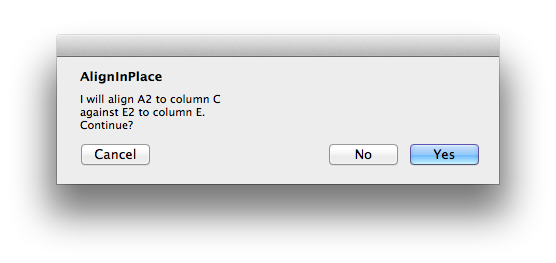 AlignInPlace
I will align A2 to column C
against E2 to column E.
Continue?
Cancel No Yes